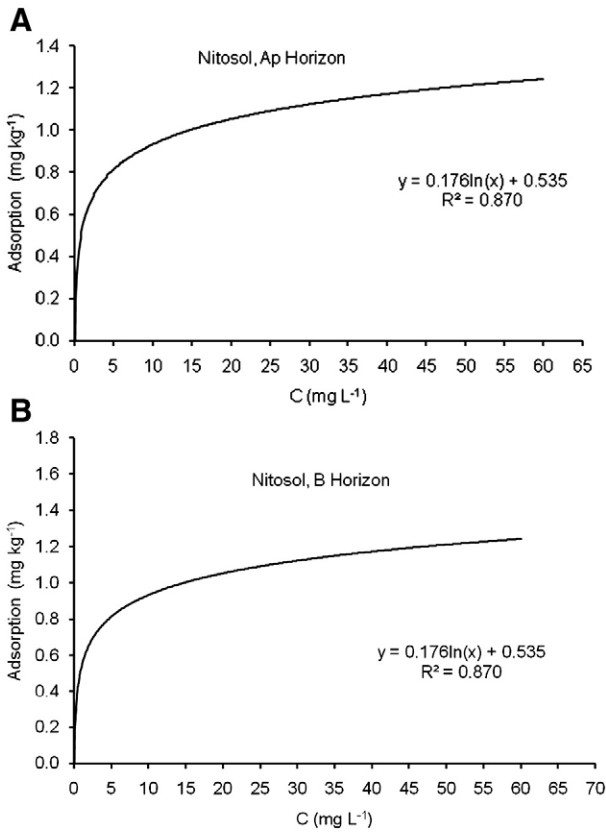 A
Nitosol, Ap Horizon
Adsorption (mg kg⁻¹)
1.4
1.2
1.0
0.8
0.6
0.4
0.2
0.0
y = 0.176ln(x) + 0.535
R² = 0.870
0 5 10 15 20 25 30 35 40 45 50 55 60 65
C (mg L⁻¹)
B
Nitosol, B Horizon
Adsorption (mg kg⁻¹)
1.8
1.6
1.4
1.2
1.0
0.8
0.6
0.4
0.2
0.0
y = 0.176ln(x) + 0.535
R² = 0.870
0 5 10 15 20 25 30 35 40 45 50 55 60 65 70
C (mg L⁻¹)